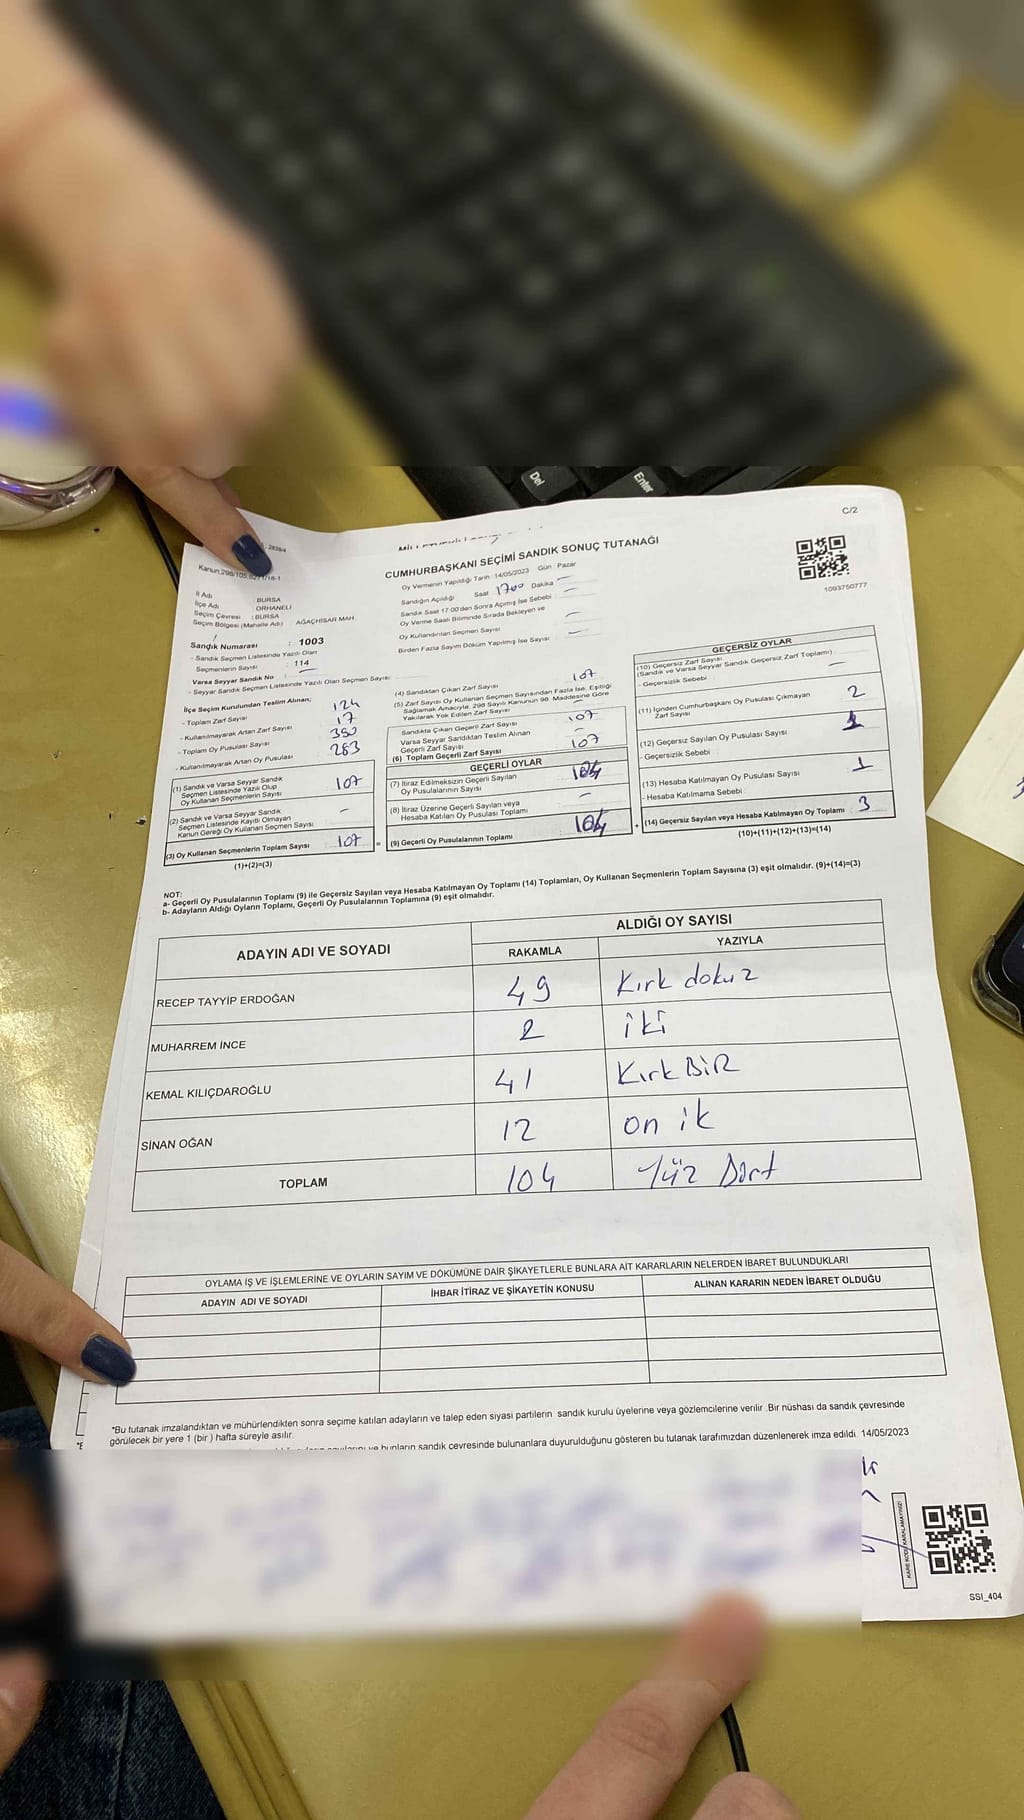 Del
Enter
C/2
CUMHURBAŞKANI SEÇİMİ SANDIK SONUÇ TUTANAĞI
Oy Vermenin Yapıldığı Tarih :14/05/2023 Gün : Pazar
Sandığın Açıldığı Saat 1700 Dakika —
Sandık Saat 17:00'den Sonra Açılmış İse Sebebi —
Oy Verme Saati Bitiminde Sırada Bekleyen ve
Oy Kullandırılan Seçmen Sayısı —
Birden Fazla Sayım Döküm Yapılmış İse Sayısı —
1093750777
İl Adı : BURSA
İlçe Adı : ORHANELİ
Seçim Çevresi : BURSA
Seçim Bölgesi (Mahalle Adı) : AĞAÇHİSAR MAH.
Sandık Numarası : 1003
- Sandık Seçmen Listesinde Yazılı Olan
Seçmenlerin Sayısı : 114
Varsa Seyyar Sandık No —
- Seyyar Sandık Seçmen Listesinde Yazılı Olan Seçmen Sayısı:
İlçe Seçim Kurulundan Teslim Alınan;
- Toplam Zarf Sayısı 124
- Kullanılmayarak Artan Zarf Sayısı 17
- Toplam Oy Pusulası Sayısı
- Kullanılmayarak Artan Oy Pusulası
(1) Sandık ve Varsa Seyyar Sandık
Seçmen Listesinde Yazılı Olup
Oy Kullanan Seçmenlerin Sayısı 107
(2) Sandık ve Varsa Seyyar Sandık
Seçmen Listesinde Kayıtlı Olmayan
Kanun Gereği Oy Kullanan Seçmen Sayısı —
(3) Oy Kullanan Seçmenlerin Toplam Sayısı 107
(1)+(2)=(3)
(4) Sandıktan Çıkan Zarf Sayısı 107
(5) Zarf Sayısı Oy Kullanan Seçmen Sayısından Fazla İse, Eşitliği
Sağlamak Amacıyla, 298 Sayılı Kanunun 98. Maddesine Göre
Yakılarak Yok Edilen Zarf Sayısı —
Sandıkta Çıkan Geçerli Zarf Sayısı 107
Varsa Seyyar Sandıktan Teslim Alınan
Geçerli Zarf Sayısı —
(6) Toplam Geçerli Zarf Sayısı 107
GEÇERLİ OYLAR
(7) İtiraz Edilmeksizin Geçerli Sayılan
Oy Pusulalarının Sayısı 104
(8) İtiraz Üzerine Geçerli Sayılan veya
Hesaba Katılan Oy Pusulası Toplamı —
(9) Geçerli Oy Pusulalarının Toplamı 104
GEÇERSİZ OYLAR
(10) Geçersiz Zarf Sayısı
(Sandık ve Varsa Seyyar Sandık Geçersiz Zarf Toplamı) —
- Geçersizlik Sebebi
(11) İçinden Cumhurbaşkanı Oy Pusulası Çıkmayan
Zarf Sayısı 2
(12) Geçersiz Sayılan Oy Pusulası Sayısı
- Geçersizlik Sebebi :
(13) Hesaba Katılmayan Oy Pusulası Sayısı 1
- Hesaba Katılmama Sebebi :
(14) Geçersiz Sayılan veya Hesaba Katılmayan Oy Toplamı : 3
(10)+(11)+(12)+(13)=(14)
NOT:
a- Geçerli Oy Pusulalarının Toplamı (9) ile Geçersiz Sayılan veya Hesaba Katılmayan Oy Toplamı (14) Toplamları, Oy Kullanan Seçmenlerin Toplam Sayısına (3) eşit olmalıdır. (9)+(14)=(3)
b- Adayların Aldığı Oyların Toplamı, Geçerli Oy Pusulalarının Toplamına (9) eşit olmalıdır.
ADAYIN ADI VE SOYADI ALDIĞI OY SAYISI
RAKAMLA YAZIYLA
RECEP TAYYİP ERDOĞAN 49 Kırk dokuz
MUHARREM İNCE 2 iki
KEMAL KILIÇDAROĞLU 41 Kırk BiR
SİNAN OĞAN 12 on ik
TOPLAM 104 Yüz Dört
OYLAMA İŞ VE İŞLEMLERİNE VE OYLARIN SAYIM VE DÖKÜMÜNE DAİR ŞİKAYETLERLE BUNLARA AİT KARARLARIN NELERDEN İBARET BULUNDUKLARI
ADAYIN ADI VE SOYADI İHBAR İTİRAZ VE ŞİKAYETİN KONUSU ALINAN KARARIN NEDEN İBARET OLDUĞU
*Bu tutanak imzalandıktan ve mühürlendikten sonra seçime katılan adayların ve talep eden siyasi partilerin sandık kurulu üyelerine veya gözlemcilerine verilir. Bir nüshası da sandık çevresinde
görülecek bir yere 1 (bir ) hafta süreyle asılır.
ve bunların sandık çevresinde bulunanlara duyurulduğunu gösteren bu tutanak tarafımızdan düzenlenerek imza edildi. 14/05/2023
KARE KODU KARALAMAYINIZ!
SSI_404